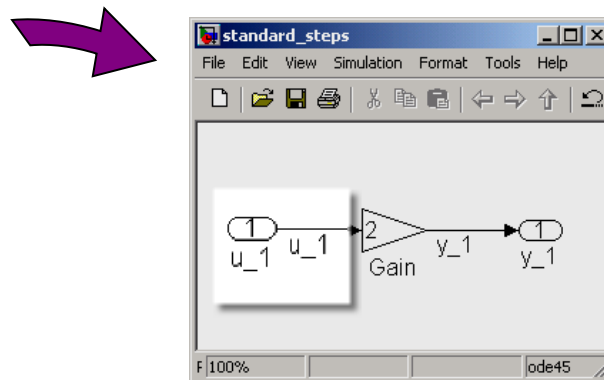 standard_steps
File Edit View Simulation Format Tools Help
1 u_1 2 y_1 1
u_1 Gain y_1
F 100% ode45